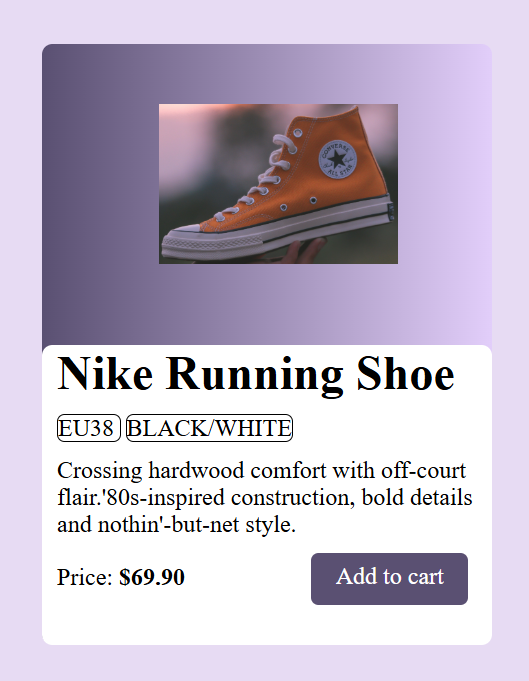 CONVERSE
ALL STAR
Nike Running Shoe
EU38 BLACK/WHITE
Crossing hardwood comfort with off-court
flair.'80s-inspired construction, bold details
and nothin'-but-net style.
Price: $69.90 Add to cart